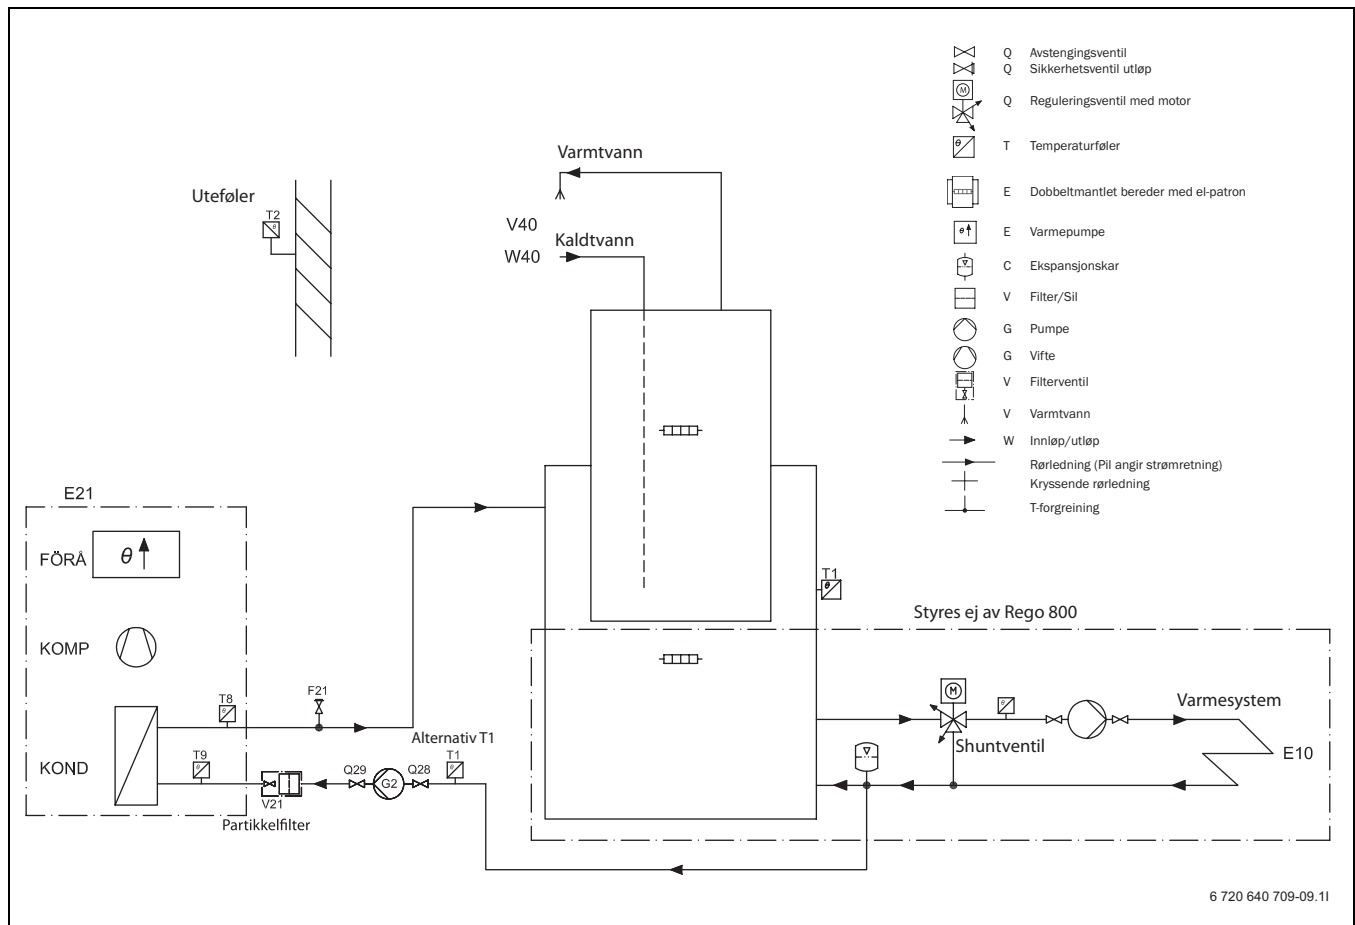 Q Avstengingsventil
Q Sikkerhetsventil utløp
M
Q Reguleringsventil med motor
θ
T Temperaturføler
E Dobbeltmantlet bereder med el-patron
θ
E Varmepumpe
C Ekspansjonskar
V Filter/Sil
G Pumpe
G Vifte
V Filterventil
V Varmtvann
W Innløp/utløp
Rørledning (Pil angir strømretning)
Kryssende rørledning
T-forgreining
Uteføler
T2
θ
Varmtvann
V40
Kaldtvann
W40
E21
FÖRÅ
θ
KOMP
KOND
T8
θ
F21
T9
θ
V21
Partikkelfilter
Q29
G2
Q28
Alternativ T1
T1
θ
T1
θ
Styres ej av Rego 800
M
θ
Shuntventil
Varmesystem
E10
6 720 640 709-09.1I